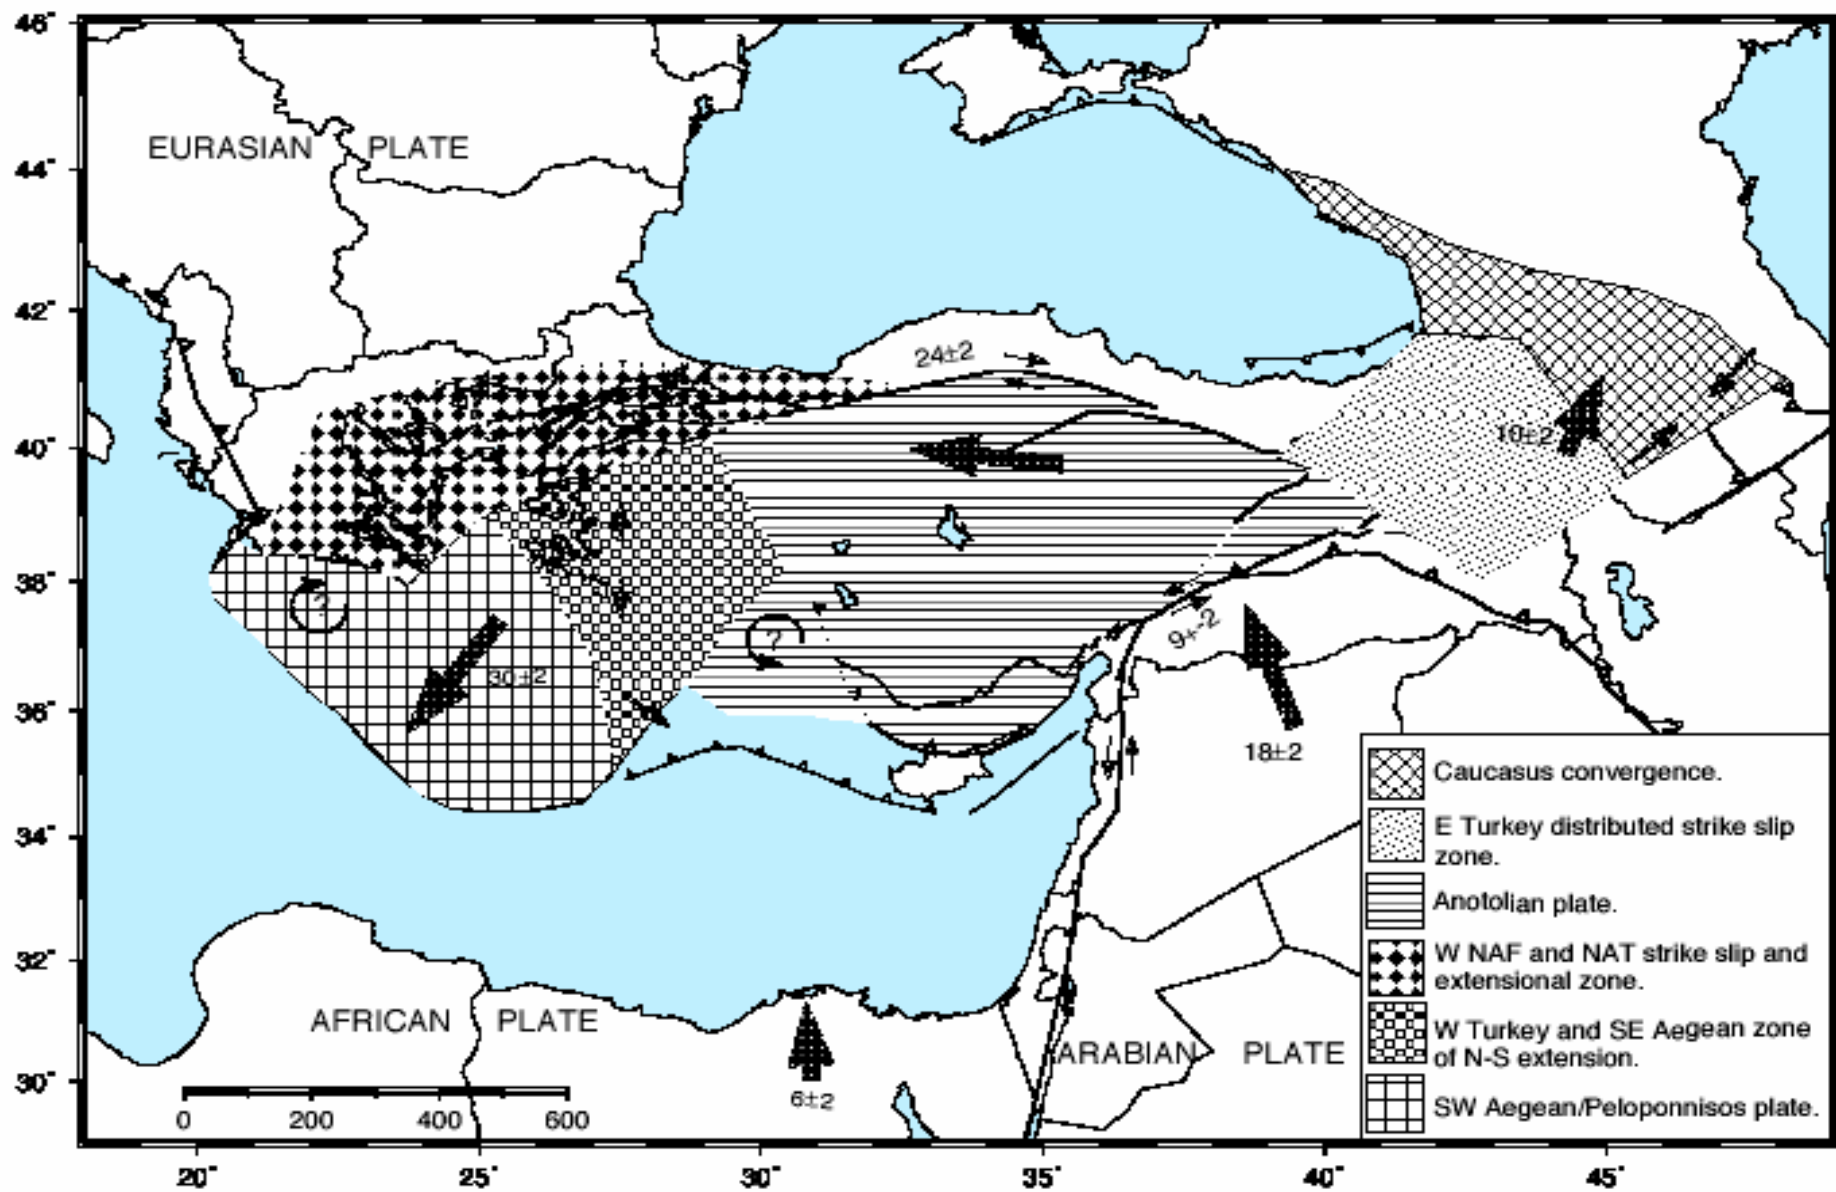 46°
44°
42°
40°
38°
36°
34°
32°
30°
20°
25°
30°
35°
40°
45°
EURASIAN PLATE
24±2
10±2
?
?
9+-2
30±2
18±2
AFRICAN PLATE
ARABIAN PLATE
6±2
0 200 400 600
Caucasus convergence.
E Turkey distributed strike slip
zone.
Anotolian plate.
W NAF and NAT strike slip and
extensional zone.
W Turkey and SE Aegean zone
of N-S extension.
SW Aegean/Peloponnisos plate.